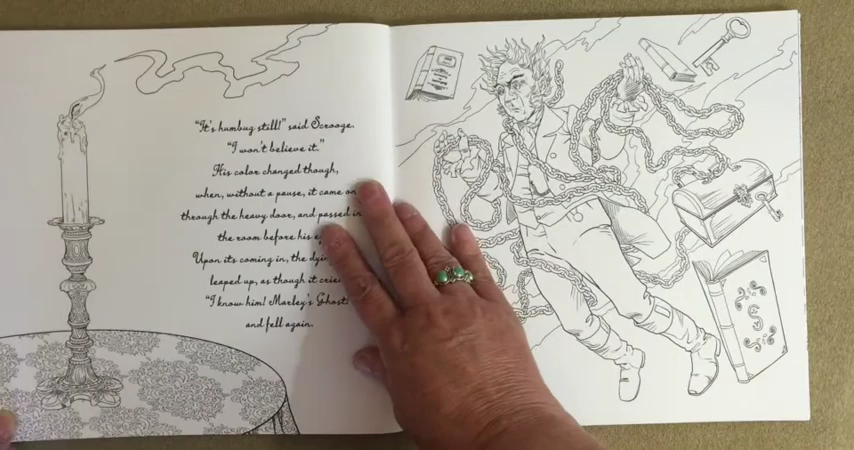 “It’s humbug still!” said Scrooge.
“I won’t believe it.”
His color changed though,
when, without a pause, it came on
through the heavy door, and passed in
the room before his
Upon its coming in, the
leaped up, as though it
“I know him! Marley’s Ghost!
and fell again.